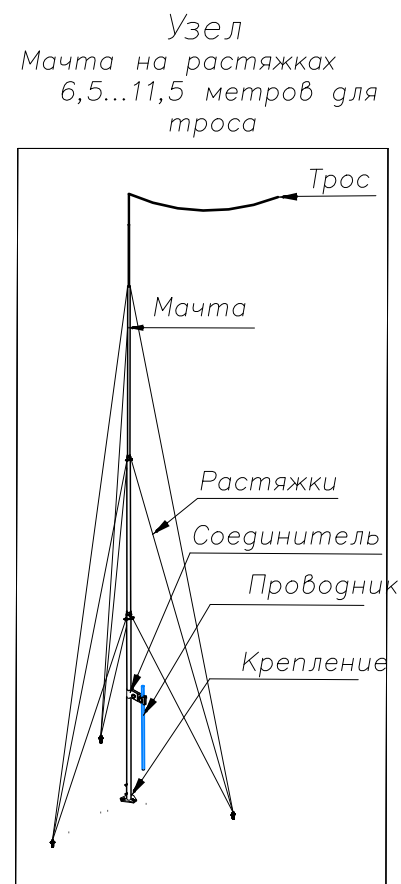 Узел
Мачта на растяжках
6,5...11,5 метров для
троса
Трос
Мачта
Растяжки
Соединитель
Проводник
Крепление